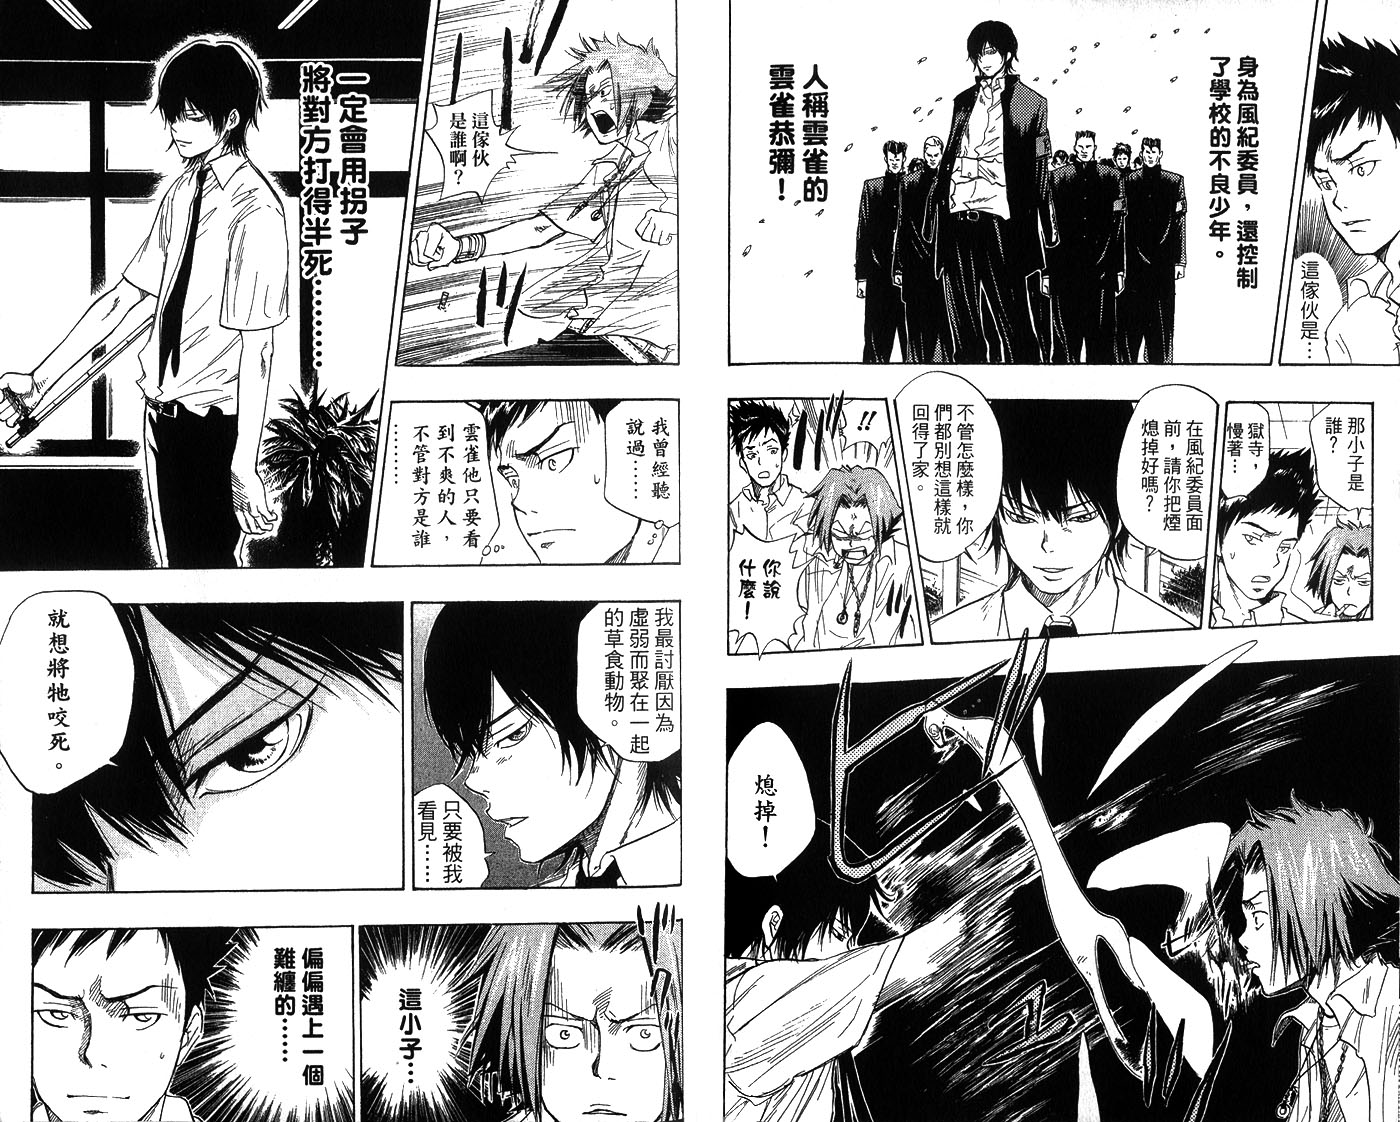 這傢伙是…
身為風紀委員，還控制
了學校的不良少年。
人稱雲雀的
雲雀恭彌！
那小子是
誰？
獄寺，
慢著…
在風紀委員面
前，請你把煙
熄掉好嗎？
不管怎麼樣，你
們都別想這樣就
回得了家。
!!
你說
什麼！
熄掉！
這傢伙
是誰啊？
一定會用拐子
將對方打得半死………
我曾經聽
說過……
雲雀他只要看
到不爽的人，
不管對方是誰
………
我最討厭因為
虛弱而聚在一起
的草食動物。
只要被我
看見……
就想將牠咬死。
這小子…
偏偏遇上一個
難纏的……